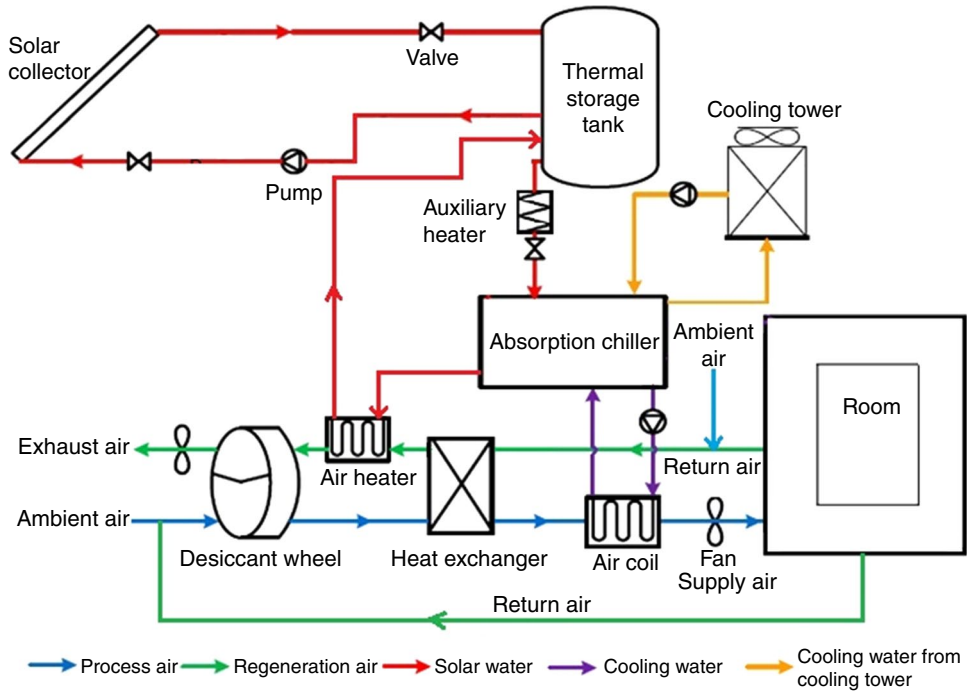 Solar
collector
Valve
Thermal
storage
tank
Cooling tower
Pump
Auxiliary
heater
Absorption chiller
Ambient
air
Room
Exhaust air
Return air
Air heater
Ambient air
Desiccant wheel
Heat exchanger
Air coil
Fan
Supply air
Return air
Process air
Regeneration air
Solar water
Cooling water
Cooling water from
cooling tower